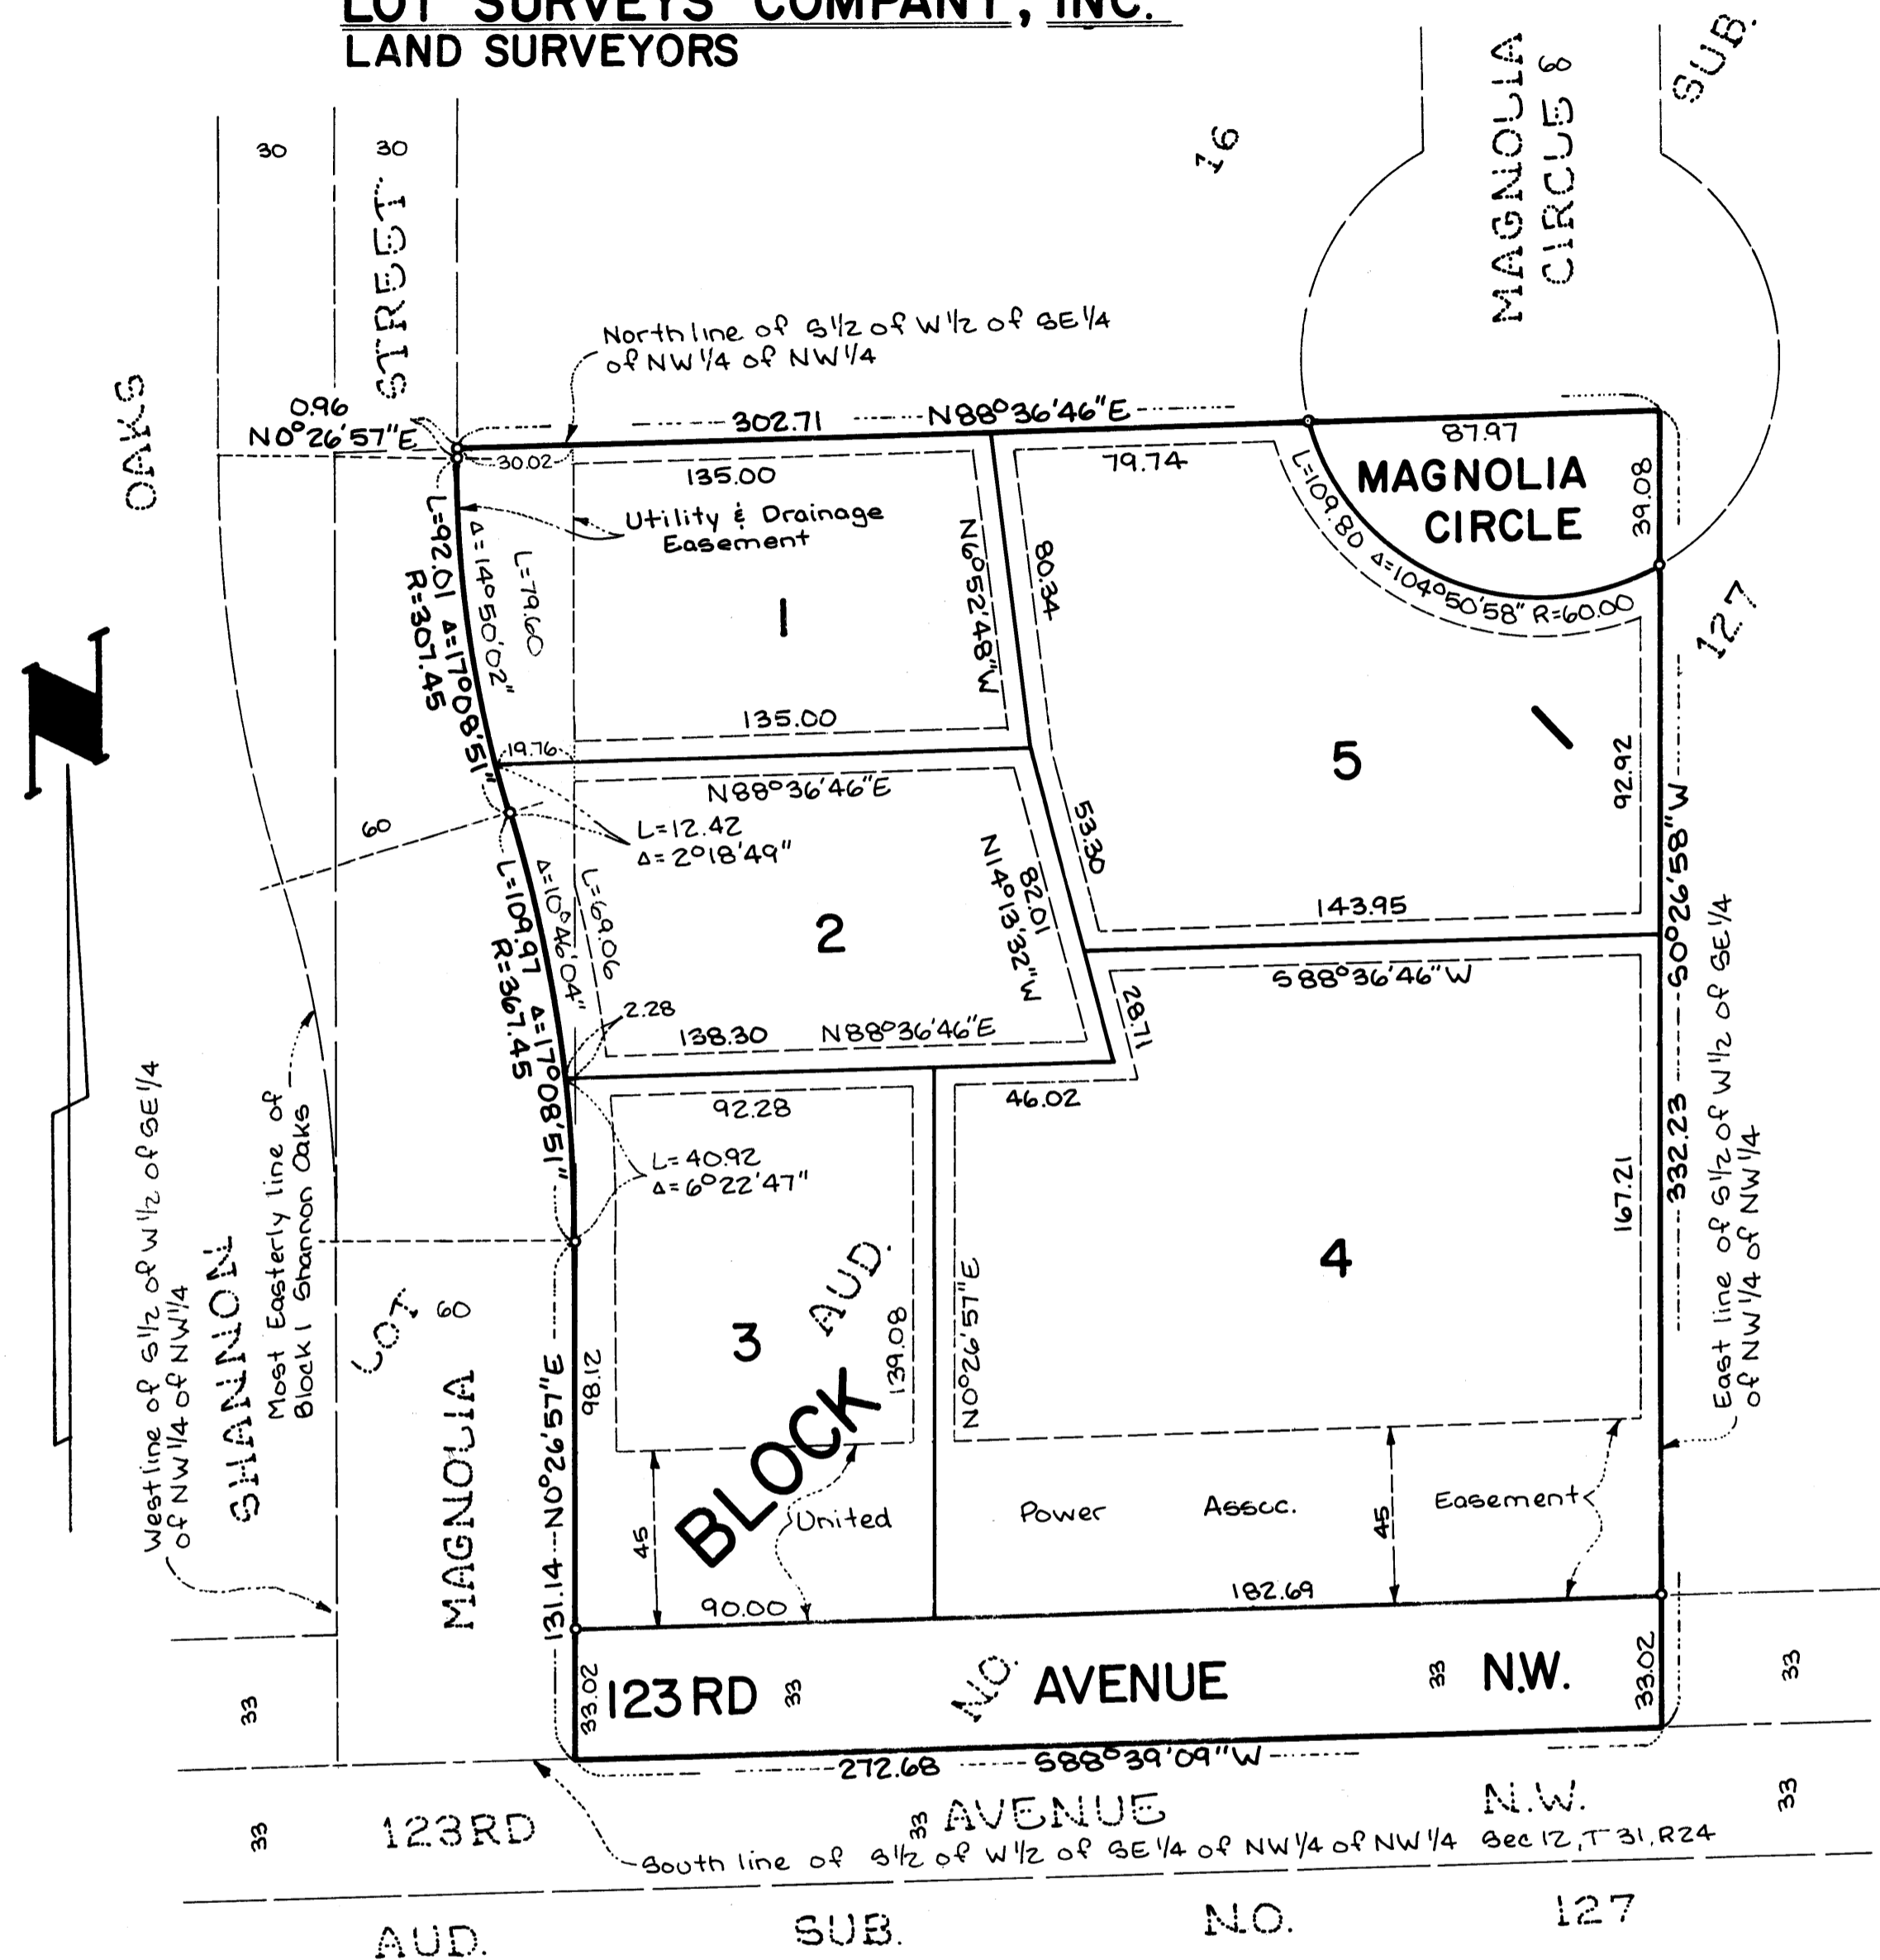 LOT SURVEYS COMPANY, INC.
LAND SURVEYORS
MAGNOLIA
CIRCLE
60
SUB.
30
30
STREET
16
OAKS
North line of S1/2 of W1/2 of SE1/4
of NW1/4 of NW1/4
0.96
N0°26'57"E
302.71
N88°36'46"E
87.97
30.02
135.00
79.74
MAGNOLIA
CIRCLE
39.08
L=109.80 Δ=104°50'58" R=60.00
Utility & Drainage
Easement
L=92.01 Δ=17°08'51"
R=307.45
Δ=14°50'02"
L=79.60
1
N6°52'48"W
80.34
127
135.00
19.76
5
1
92.92
N88°36'46"E
60
L=12.42
Δ=2°18'49"
53.30
82.01
N14°13'32"W
143.95
S0°26'58"W
332.23
L=109.97 Δ=17°08'51"
R=367.45
Δ=10°46'04"
L=69.06
2
S88°36'46"W
2.28
138.30
N88°36'46"E
28.71
92.28
46.02
L=40.92
Δ=6°22'47"
167.21
4
East line of S1/2 of W1/2 of SE1/4
of NW1/4 of NW1/4
West line of S1/2 of W1/2 of SE1/4
of NW1/4 of NW1/4
SHANNON
Most Easterly line of
Block 1 Shannon Oaks
LOT
60
MAGNOLIA
131.14
N0°26'57"E
98.12
3
AUD.
139.08
N0°26'57"E
BLOCK
45
United
Power
Assoc.
45
Easement
90.00
182.69
33.02
123RD
33
NO.
AVENUE
33
N.W.
33.02
33
33
272.68
S88°39'09"W
33
123RD
33
AVENUE
N.W.
33
South line of S1/2 of W1/2 of SE1/4 of NW1/4 of NW1/4 Sec 12, T31, R24
AUD.
SUB.
NO.
127